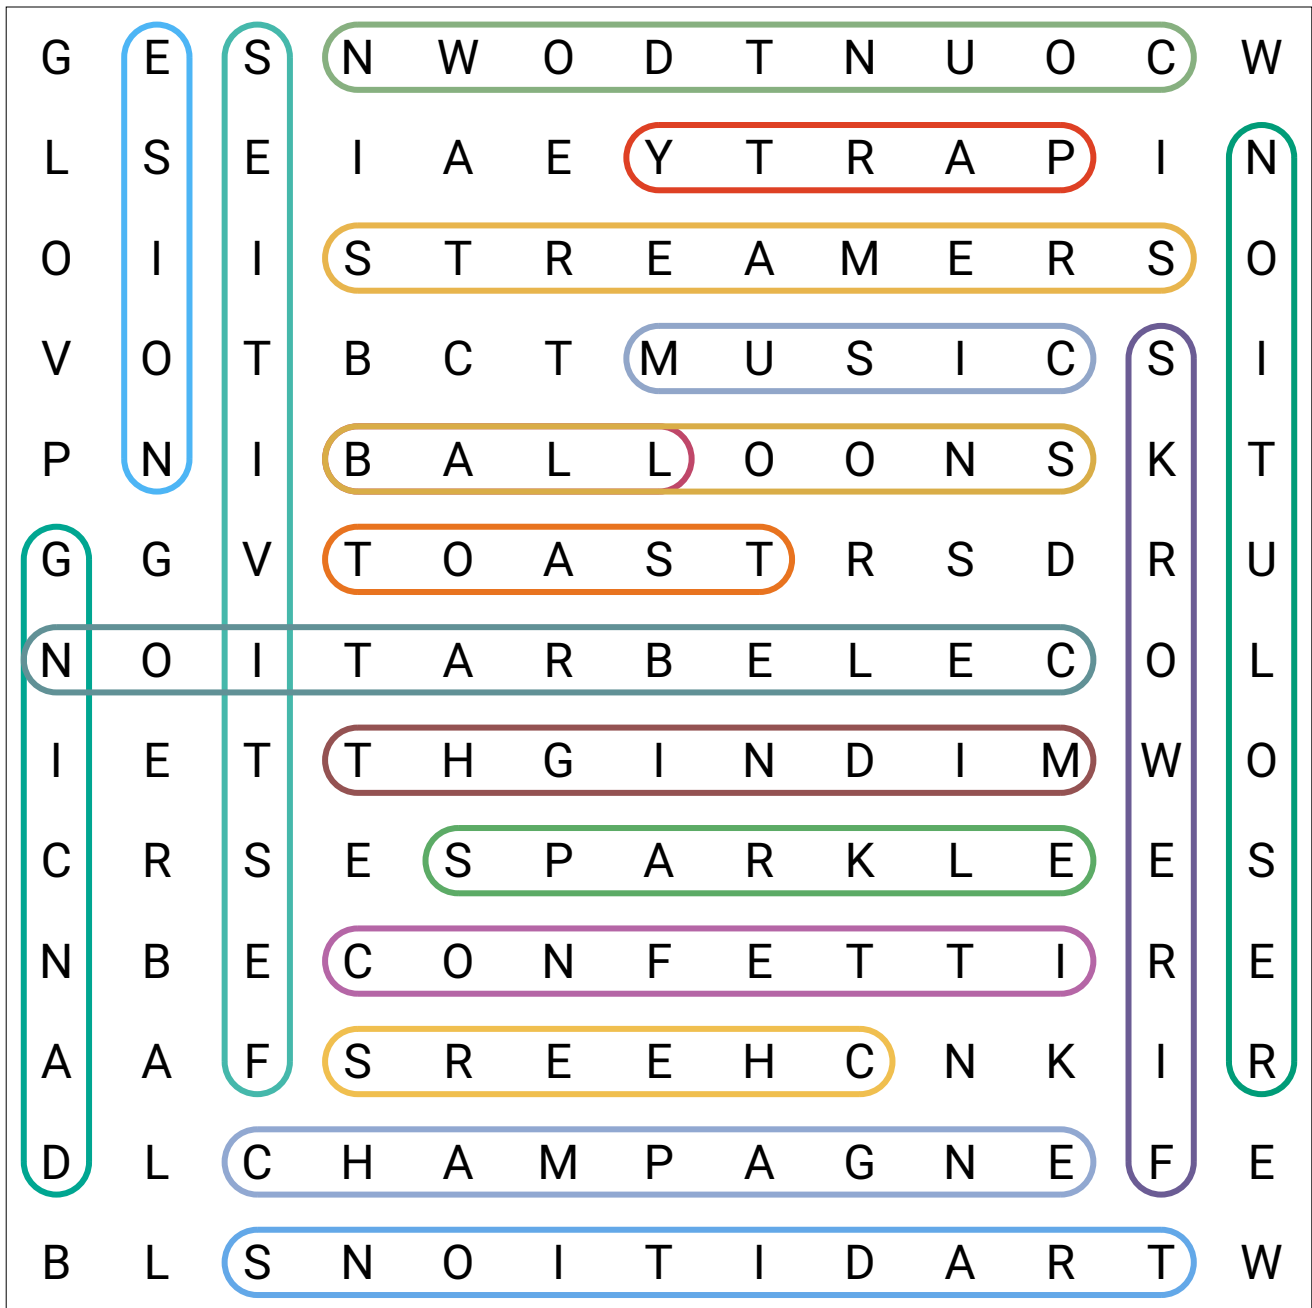 G E S N W O D T N U O C W
L S E I A E Y T R A P I N
O I I S T R E A M E R S O
V O T B C T M U S I C S I
P N I B A L L O O N S K T
G G V T O A S T R S D R U
N O I T A R B E L E C O L
I E T T H G I N D I M W O
C R S E S P A R K L E E S
N B E C O N F E T T I R E
A A F S R E E H C N K I R
D L C H A M P A G N E F E
B L S N O I T I D A R T W